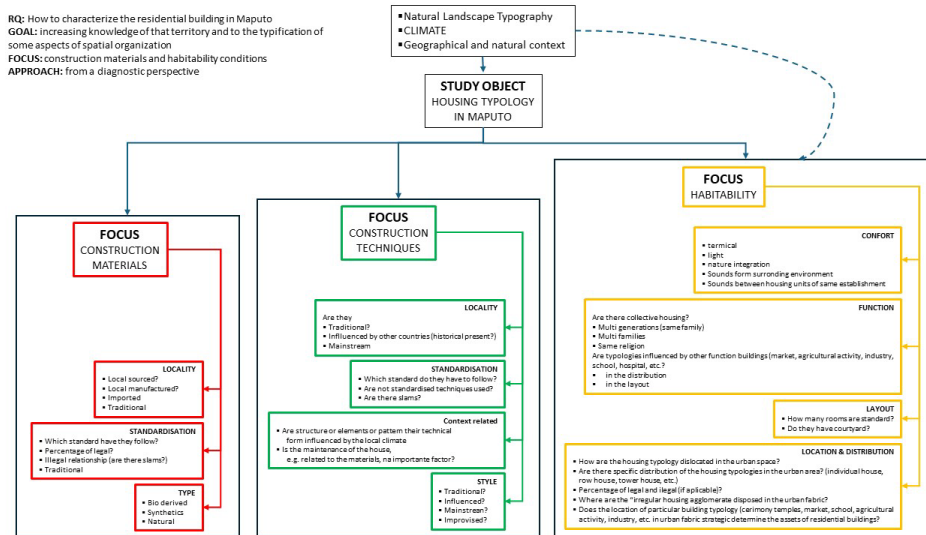 RQ: How to characterize the residential building in Maputo
GOAL: increasing knowledge of that territory and to the typification of
some aspects of spatial organization
FOCUS: construction materials and habitability conditions
APPROACH: from a diagnostic perspective
▪ Natural Landscape Typography
▪ CLIMATE
▪ Geographical and natural context
STUDY OBJECT
HOUSING TYPOLOGY
IN MAPUTO
FOCUS
CONSTRUCTION
MATERIALS
LOCALITY
▪ Local sourced?
▪ Local manufactured?
▪ Imported
▪ Traditional
STANDARDISATION
▪ Which standard have they follow?
▪ Percentage of legal?
▪ Illegal relationship (are there slams?)
▪ Traditional
TYPE
▪ Bio derived
▪ Synthetics
▪ Natural
FOCUS
CONSTRUCTION
TECHNIQUES
LOCALITY
Are they
▪ Traditional?
▪ Influenced by other countries (historical present?)
▪ Mainstream
STANDARDISATION
▪ Which standard do they have to follow?
▪ Are not standardised techniques used?
▪ Are there slams?
Context related
▪ Are structure or elements or pattern their technical
form influenced by the local climate
▪ Is the maintenance of the house,
e.g. related to the materials, na importante factor?
STYLE
▪ Traditional?
▪ Influenced?
▪ Mainstrean?
▪ Improvised?
FOCUS
HABITABILITY
CONFORT
▪ termical
▪ light
▪ nature integration
▪ Sounds form surronding environment
▪ Sounds between housing units of same establishment
FUNCTION
Are there collective housing?
▪ Multi generations (same family)
▪ Multi families
▪ Same religion
Are typologies influenced by other function buildings (market, agricultural activity, industry,
school, hospital, etc.?
▪ in the distribution
▪ in the layout
LAYOUT
▪ How many rooms are standard?
▪ Do they have courtyard?
LOCATION & DISTRIBUTION
▪ How are the housing typology dislocated in the urban space?
▪ Are there specific distribution of the housing typologies in the urban area? (individual house,
row house, tower house, etc.)
▪ Percentage of legal and ilegal (if aplicable)?
▪ Where are the "irregular housing agglomerate disposed in the urban fabric?
▪ Does the location of particular building typology (cerimony temples, market, school, agricultural
activity, industry, etc. in urban fabric strategic determine the assets of residential buildings?